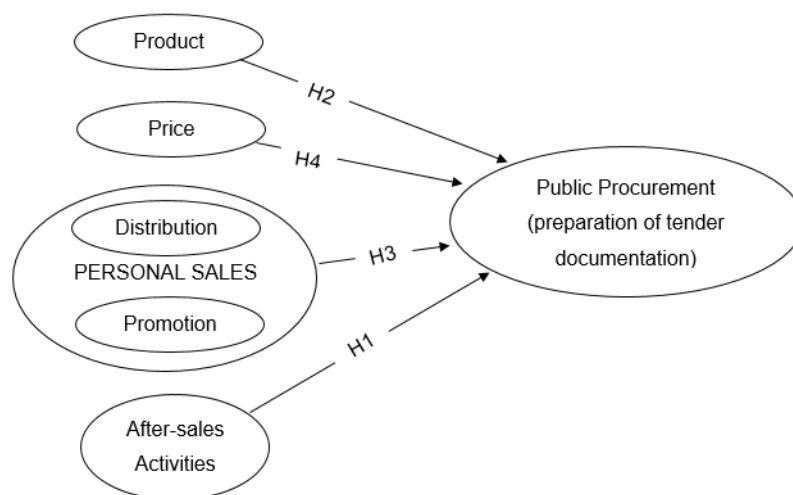 Product
H2
Price
H4
Distribution
PERSONAL SALES
Promotion
H3
After-sales
Activities
H1
Public Procurement
(preparation of tender
documentation)